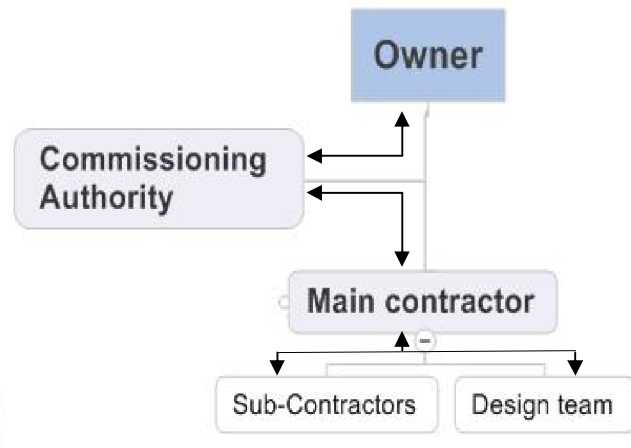 Owner
Commissioning
Authority
Main contractor
Sub-Contractors
Design team